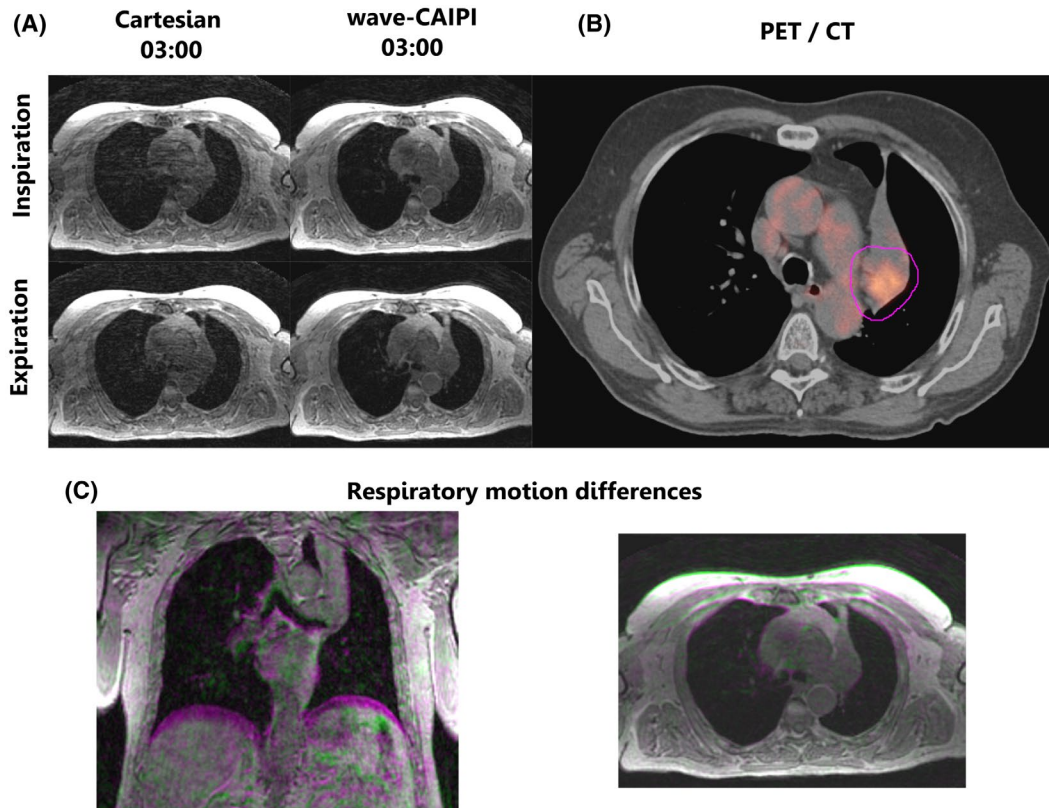 (A)
Cartesian
03:00
wave-CAIPI
03:00
(B)
PET / CT
Inspiration
Expiration
(C)
Respiratory motion differences